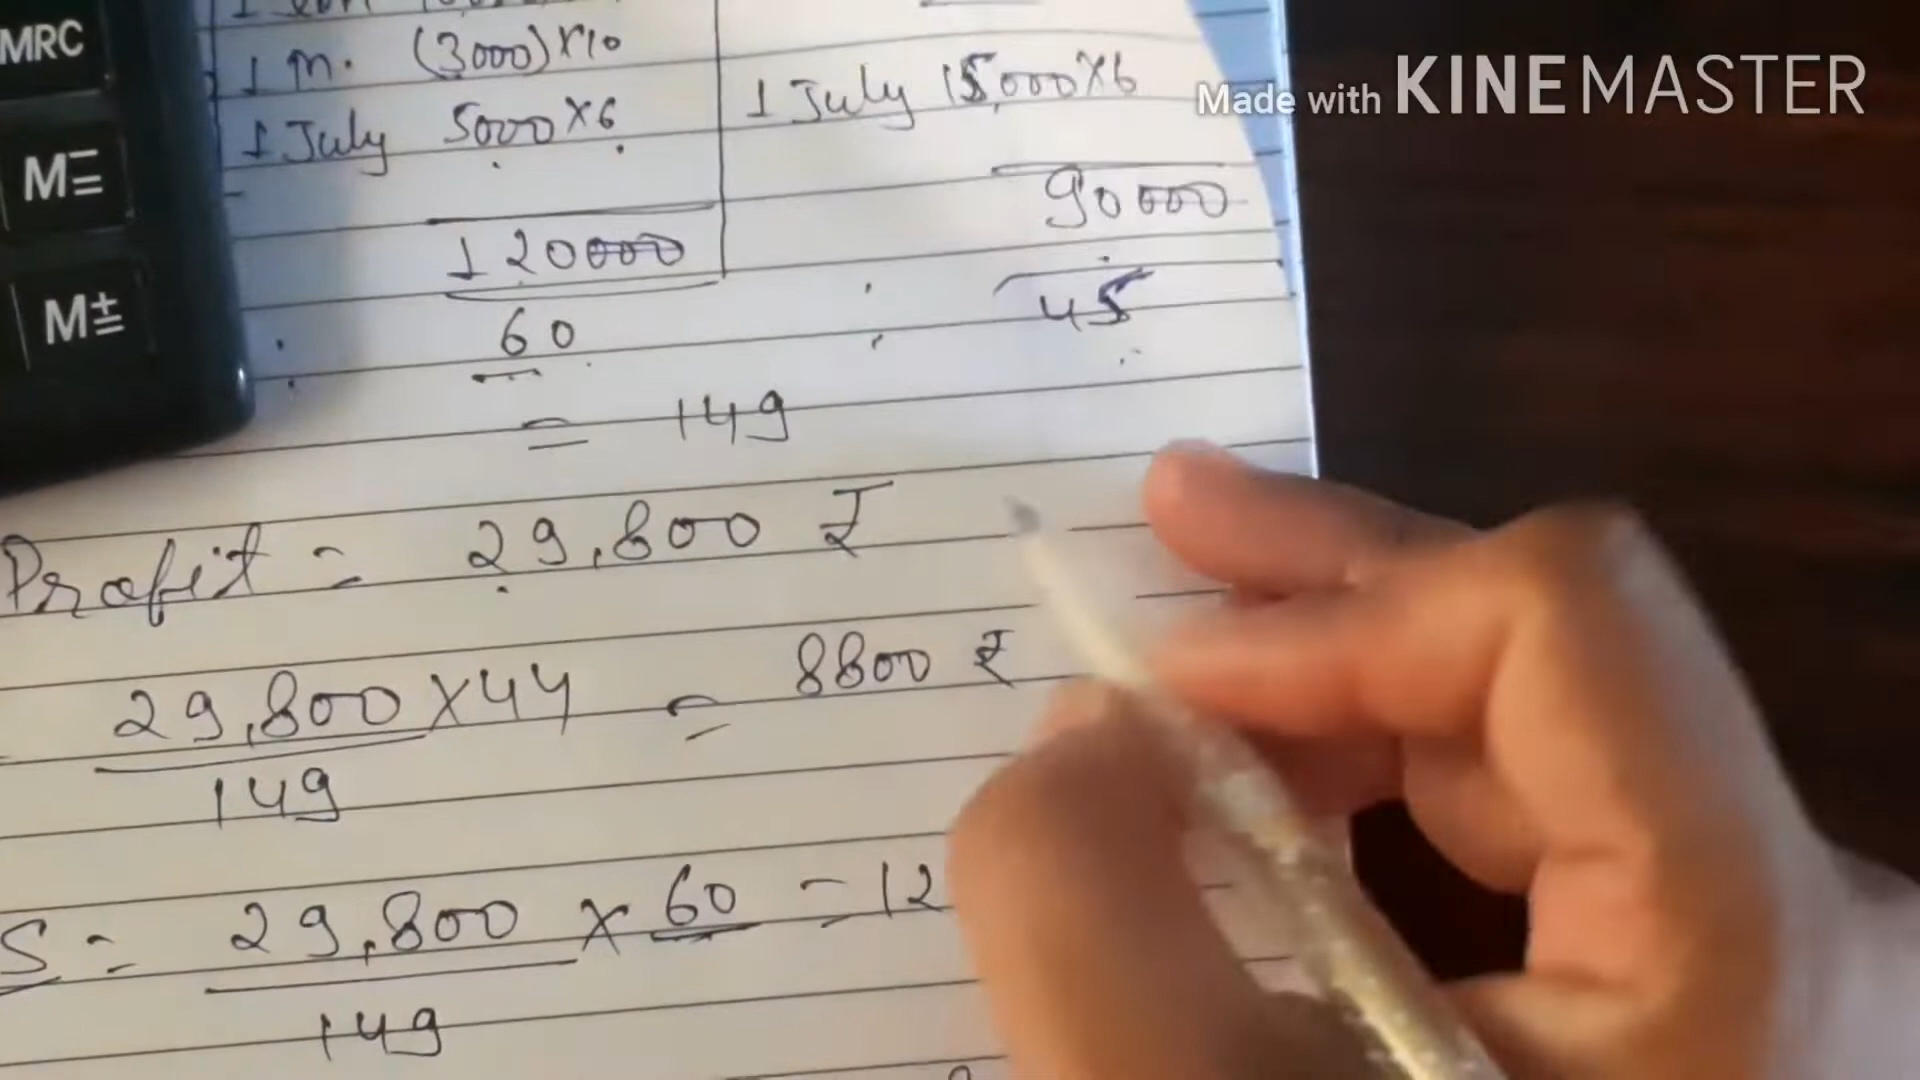 MRC
M=
M±
1 m. (3000)×10
1 July 5000×6
1 July 15,000×6
120000
90000
60 : 45
= 149
Profit = 29,800 ₹
29,800×44 = 8800 ₹
149
S = 29,800 × 60 = 12
149
Made with KINEMASTER